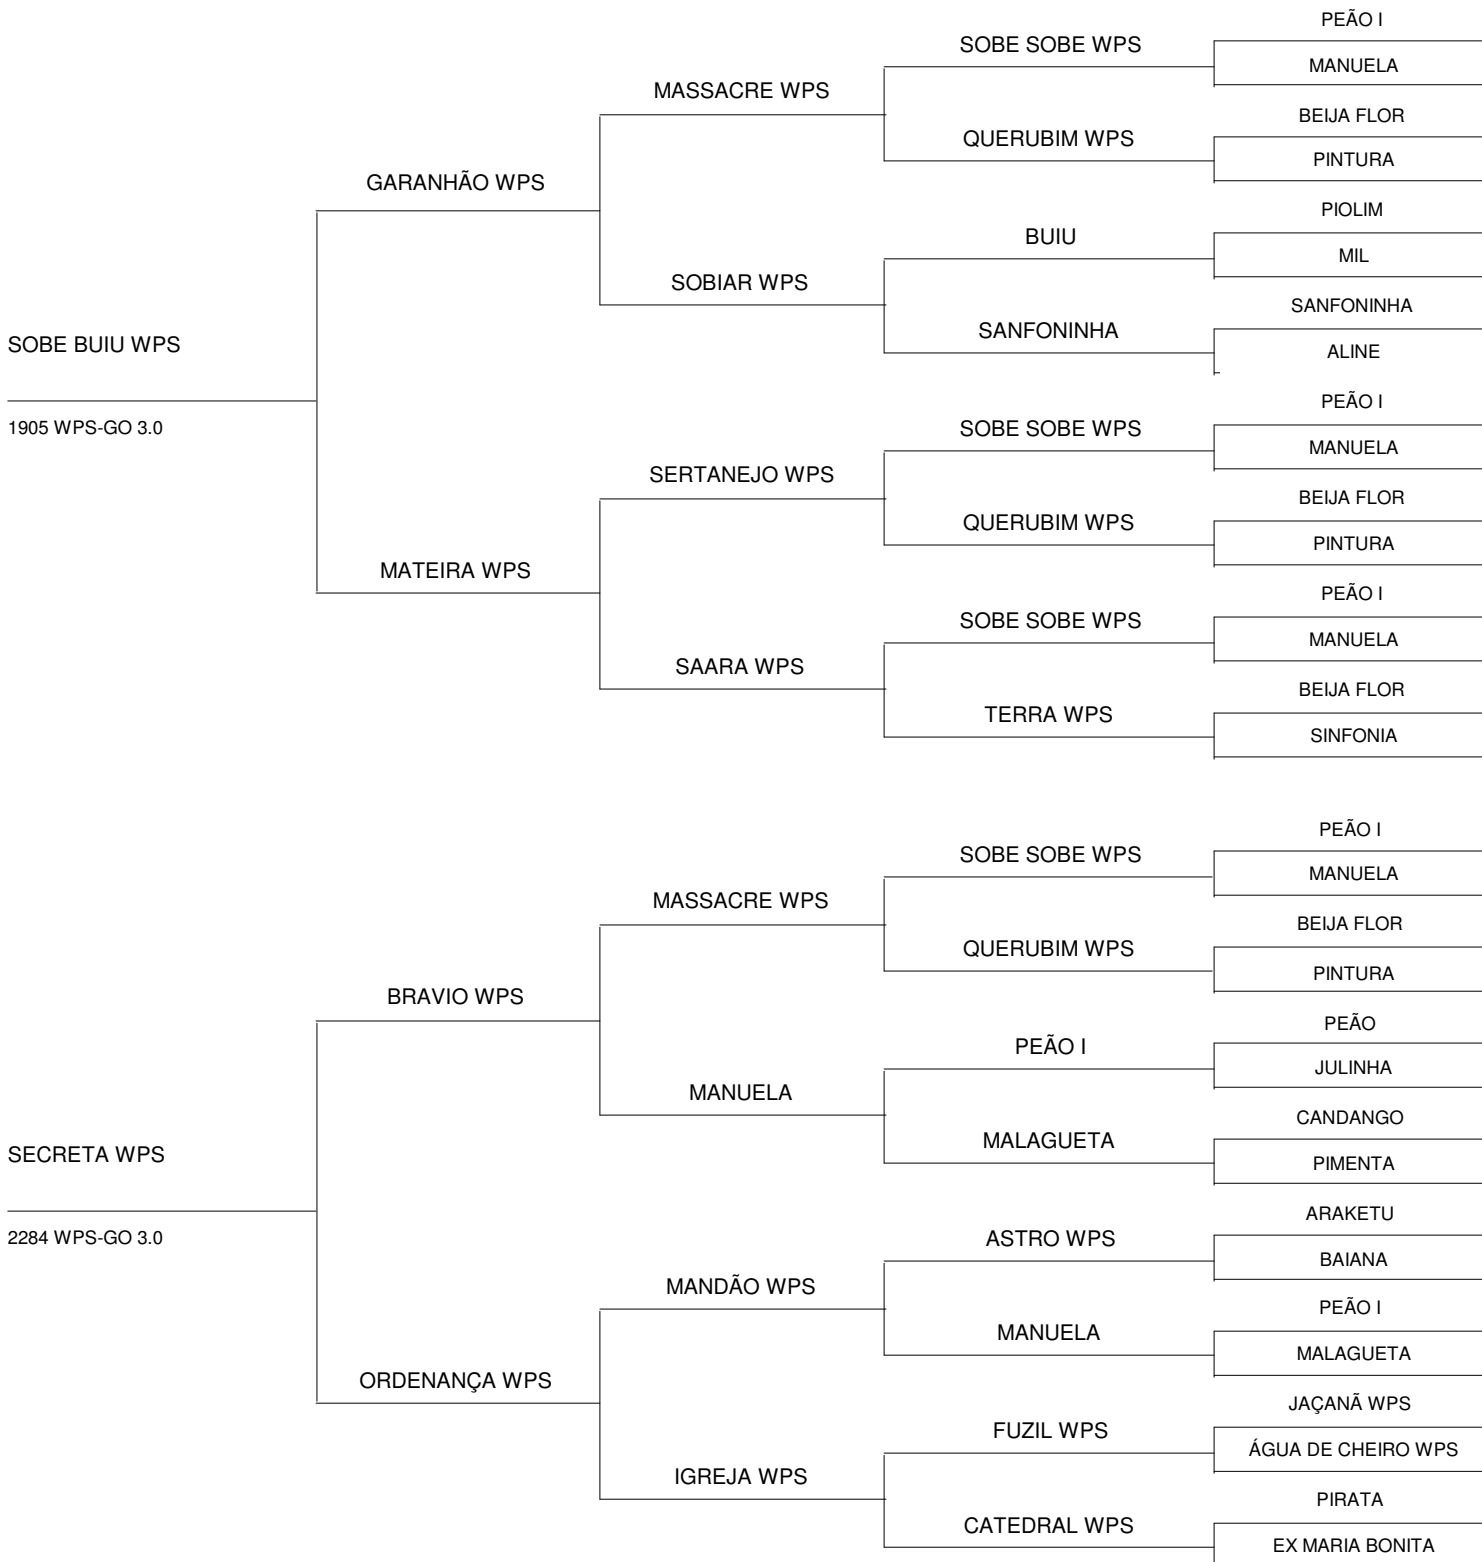 PEÃO I
SOBE SOBE WPS
MANUELA
MASSACRE WPS
BEIJA FLOR
QUERUBIM WPS
PINTURA
GARANHÃO WPS
PIOLIM
BUIU
MIL
SOBIAR WPS
SANFONINHA
SANFONINHA
ALINE
SOBE BUIU WPS
1905 WPS-GO 3.0
PEÃO I
SOBE SOBE WPS
MANUELA
SERTANEJO WPS
BEIJA FLOR
QUERUBIM WPS
PINTURA
MATEIRA WPS
PEÃO I
SOBE SOBE WPS
MANUELA
SAARA WPS
BEIJA FLOR
TERRA WPS
SINFONIA
PEÃO I
SOBE SOBE WPS
MANUELA
MASSACRE WPS
BEIJA FLOR
QUERUBIM WPS
PINTURA
BRAVIO WPS
PEÃO
PEÃO I
JULINHA
MANUELA
CANDANGO
MALAGUETA
PIMENTA
SECRETA WPS
2284 WPS-GO 3.0
ARAKETU
ASTRO WPS
BAIANA
MANDÃO WPS
PEÃO I
MANUELA
MALAGUETA
ORDENANÇA WPS
JAÇANÃ WPS
FUZIL WPS
ÁGUA DE CHEIRO WPS
IGREJA WPS
PIRATA
CATEDRAL WPS
EX MARIA BONITA